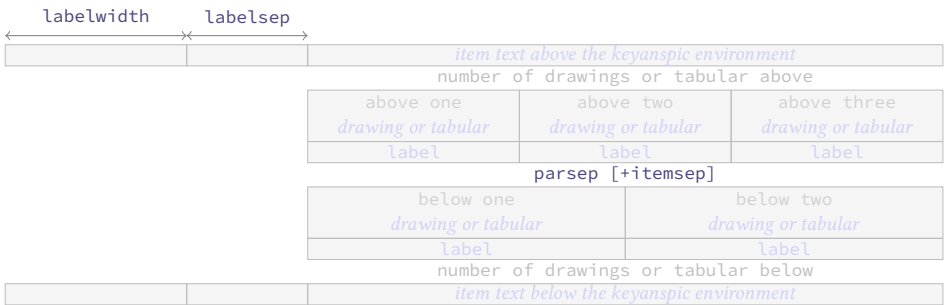 labelwidth labelsep
item text above the keyanspic environment
number of drawings or tabular above
above one above two above three
drawing or tabular drawing or tabular drawing or tabular
label label label
parsep [+itemsep]
below one below two
drawing or tabular drawing or tabular
label label
number of drawings or tabular below
item text below the keyanspic environment